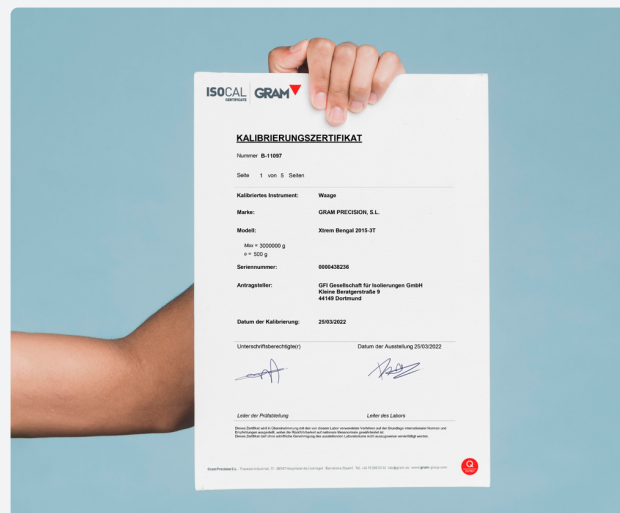 ISOCAL GRAM
CERTIFICATE
KALIBRIERUNGSZERTIFIKAT
Nummer B-11097
Seite 1 von 5 Seiten
Kalibriertes Instrument: Waage
Marke: GRAM PRECISION, S.L.
Modell: Xtrem Bengal 2015-3T
Max = 3000000 g
e = 500 g
Seriennummer: 0000438236
Antragsteller: GFI Gesellschaft für Isolierungen GmbH
Kleine Beratgerstraße 9
44149 Dortmund
Datum der Kalibrierung: 25/03/2022
Unterschriftsberechtigte(r) Datum der Ausstellung 25/03/2022
Leiter der Prüfabteilung Leiter des Labors
Gram Precision S.L.